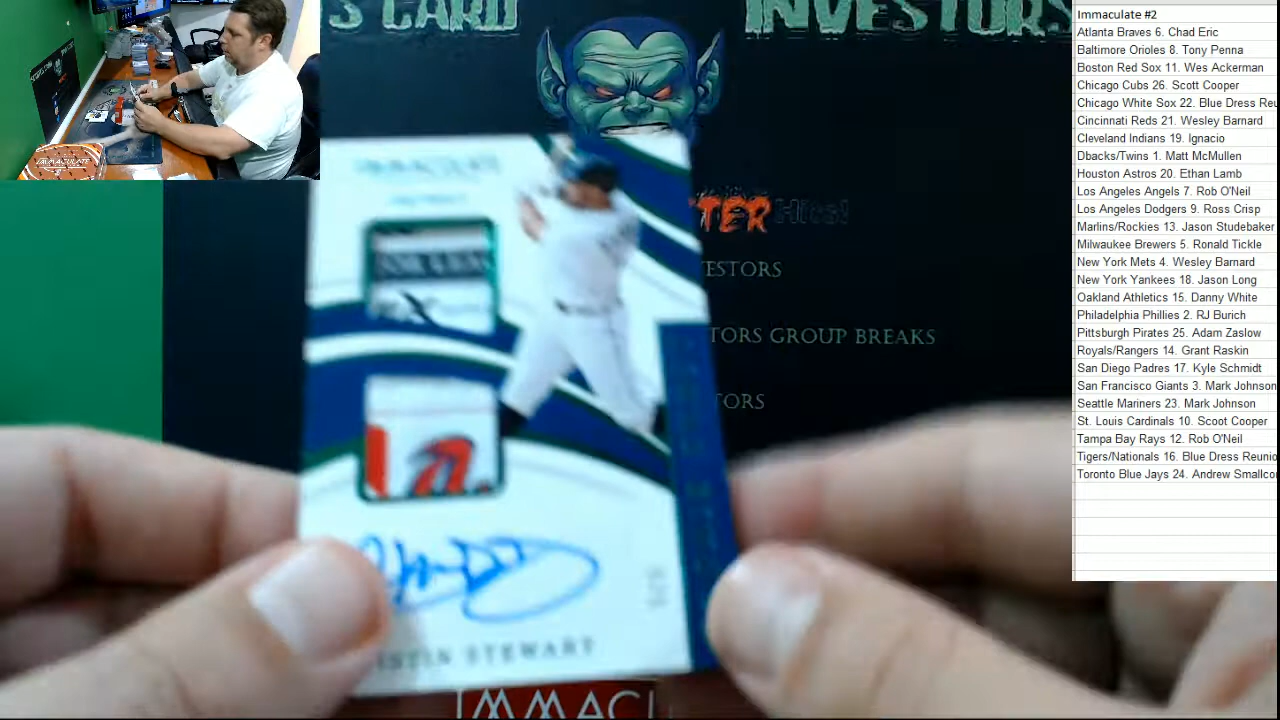 S CARD INVESTORS
TER Hits!
ESTORS
TORS GROUP BREAKS
TORS
IMMACULATE
STIN STEWART
IMMACU
Immaculate #2
Atlanta Braves 6. Chad Eric
Baltimore Orioles 8. Tony Penna
Boston Red Sox 11. Wes Ackerman
Chicago Cubs 26. Scott Cooper
Chicago White Sox 22. Blue Dress Reu
Cincinnati Reds 21. Wesley Barnard
Cleveland Indians 19. Ignacio
Dbacks/Twins 1. Matt McMullen
Houston Astros 20. Ethan Lamb
Los Angeles Angels 7. Rob O'Neil
Los Angeles Dodgers 9. Ross Crisp
Marlins/Rockies 13. Jason Studebaker
Milwaukee Brewers 5. Ronald Tickle
New York Mets 4. Wesley Barnard
New York Yankees 18. Jason Long
Oakland Athletics 15. Danny White
Philadelphia Phillies 2. RJ Burich
Pittsburgh Pirates 25. Adam Zaslow
Royals/Rangers 14. Grant Raskin
San Diego Padres 17. Kyle Schmidt
San Francisco Giants 3. Mark Johnson
Seattle Mariners 23. Mark Johnson
St. Louis Cardinals 10. Scoot Cooper
Tampa Bay Rays 12. Rob O'Neil
Tigers/Nationals 16. Blue Dress Reunio
Toronto Blue Jays 24. Andrew Smallco